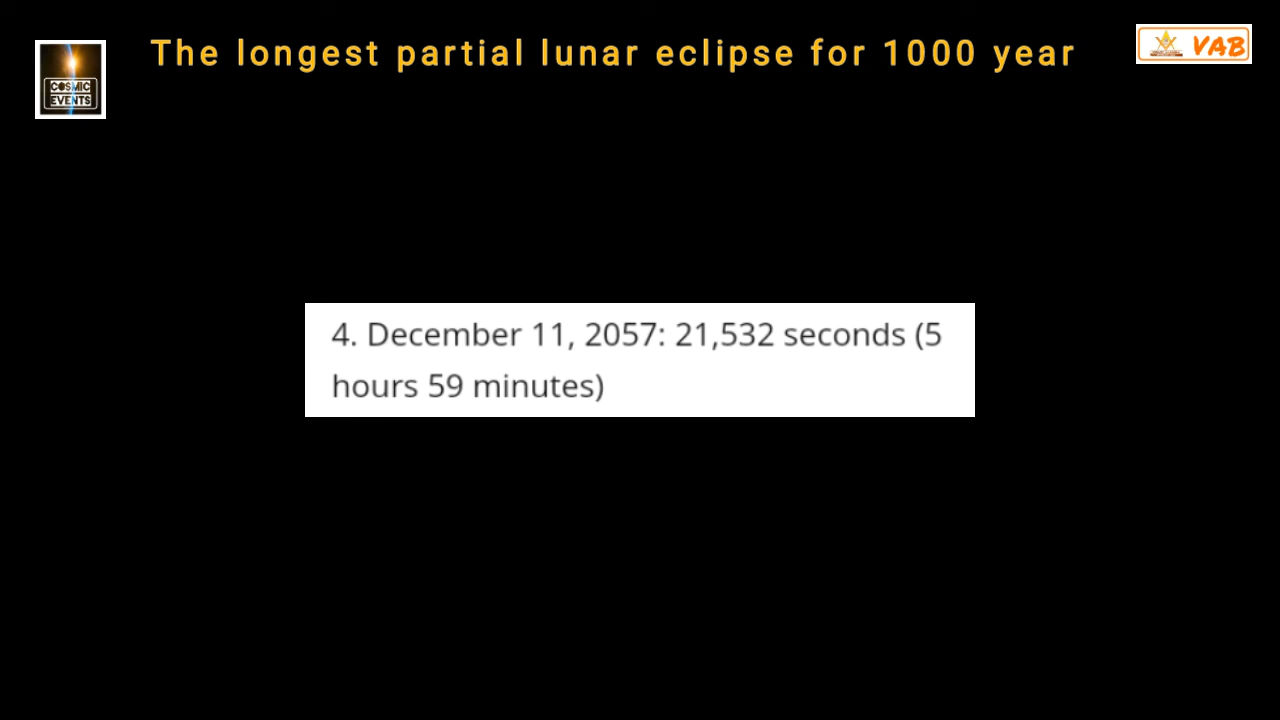 The longest partial lunar eclipse for 1000 year
COSMIC
EVENTS
VAB
4. December 11, 2057: 21,532 seconds (5
hours 59 minutes)